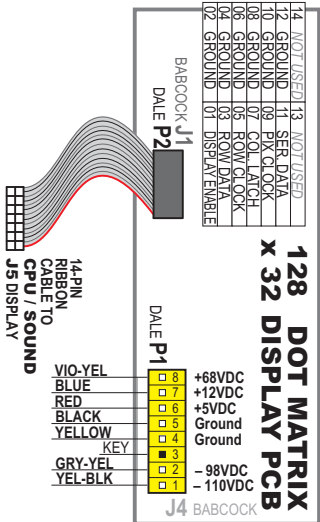 128 DOT MATRIX
x 32 DISPLAY PCB
14 NOT USED 13 NOT USED
12 GROUND 11 SER. DATA
10 GROUND 09 PIX CLOCK
08 GROUND 07 COL. LATCH
06 GROUND 05 ROW CLOCK
04 GROUND 03 ROW DATA
02 GROUND 01 DISPLAY ENABLE
BABCOCK J1
DALE P2
14-PIN
RIBBON
CABLE TO
CPU / SOUND
J5 DISPLAY
DALE P1
VIO-YEL 8 +68VDC
BLUE 7 +12VDC
RED 6 +5VDC
BLACK 5 Ground
YELLOW 4 Ground
KEY 3
GRY-YEL 2 – 98VDC
YEL-BLK 1 – 110VDC
J4 BABCOCK